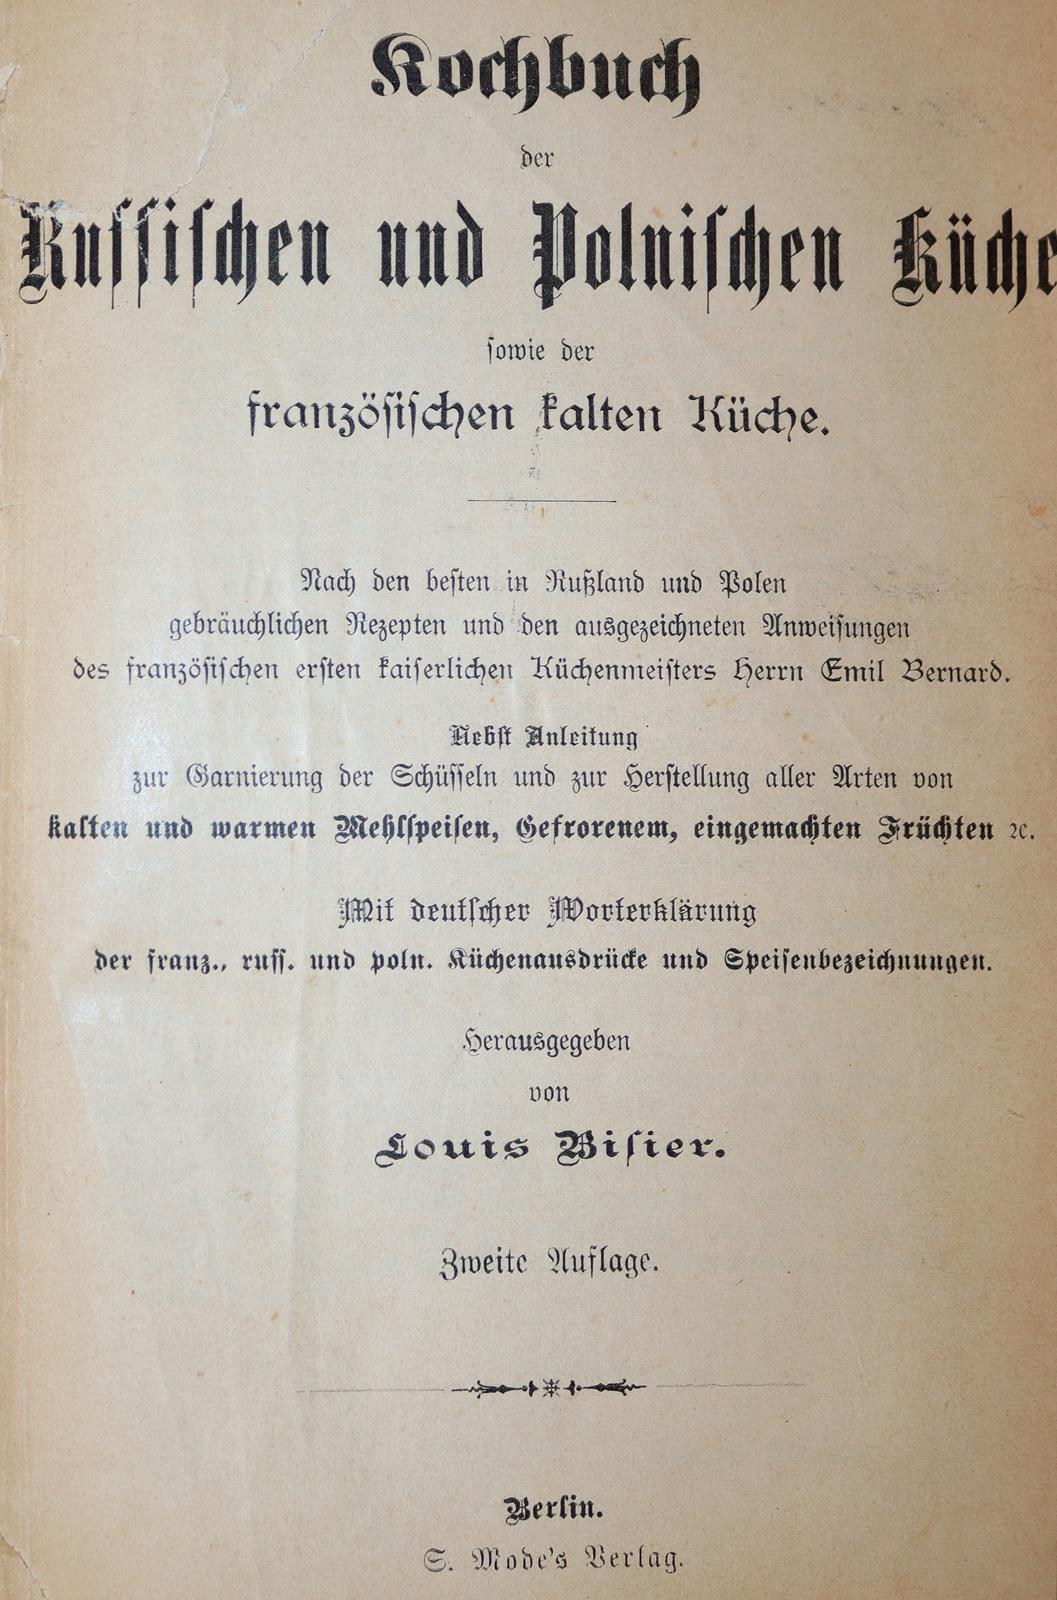 Kochbuch
der
Russischen und Polnischen Küche
sowie der
französischen kalten Küche.
Nach den besten in Rußland und Polen
gebräuchlichen Rezepten und den ausgezeichneten Anweisungen
des französischen ersten kaiserlichen Küchenmeisters Herrn Emil Bernard.
Nebst Anleitung
zur Garnierung der Schüsseln und zur Herstellung aller Arten von
kalten und warmen Mehlspeisen, Gefrorenem, eingemachten Früchten ꝛc.
Mit deutscher Worterklärung
der franz., russ. und poln. Küchenausdrücke und Speisenbezeichnungen.
Herausgegeben
von
Louis Bisier.
Zweite Auflage.
Berlin.
S. Mode's Verlag.